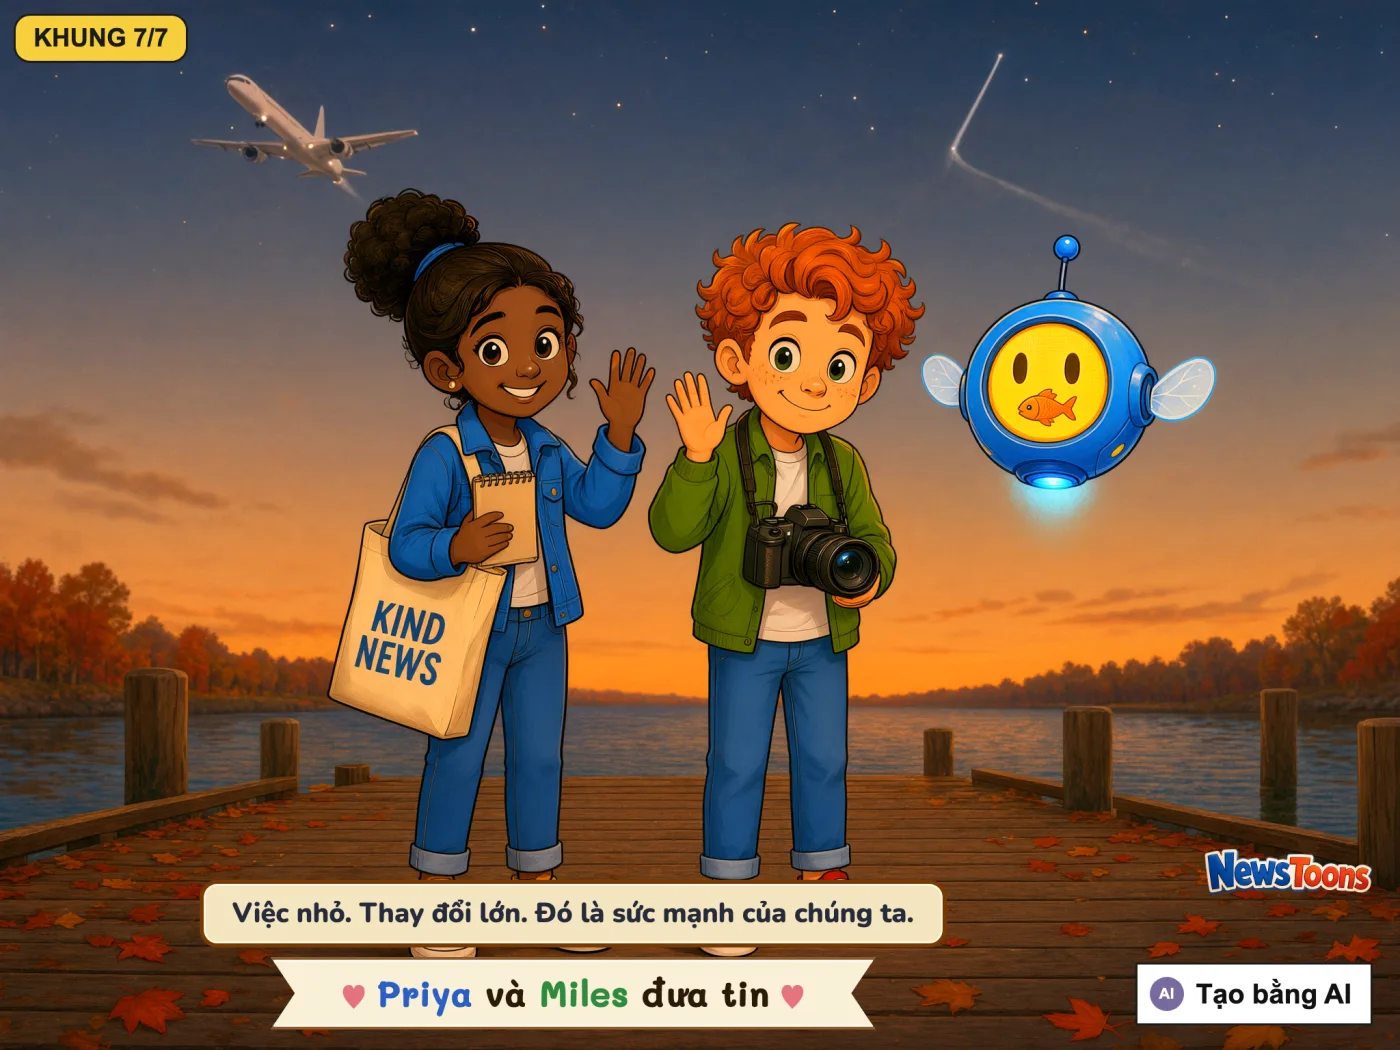 KHUNG 7/7
KIND
NEWS
NewsToons
Việc nhỏ. Thay đổi lớn. Đó là sức mạnh của chúng ta.
Priya và Miles đưa tin
AI Tạo bằng AI